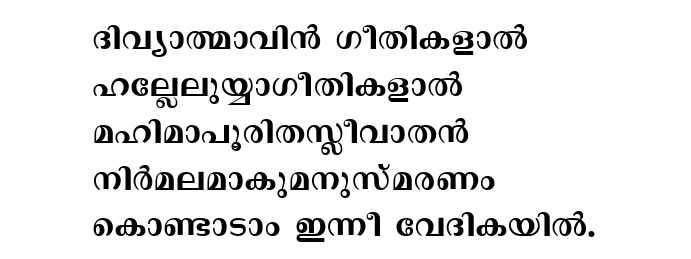 ദിവ്യാത്മാവിൻ ഗീതികളാൽ
ഹല്ലേലുയ്യാഗീതികളാൽ
മഹിമാപൂരിതസ്ലീവാതൻ
നിർമലമാകുമനുസ്മരണം
കൊണ്ടാടാം ഇന്നീ വേദികയിൽ.